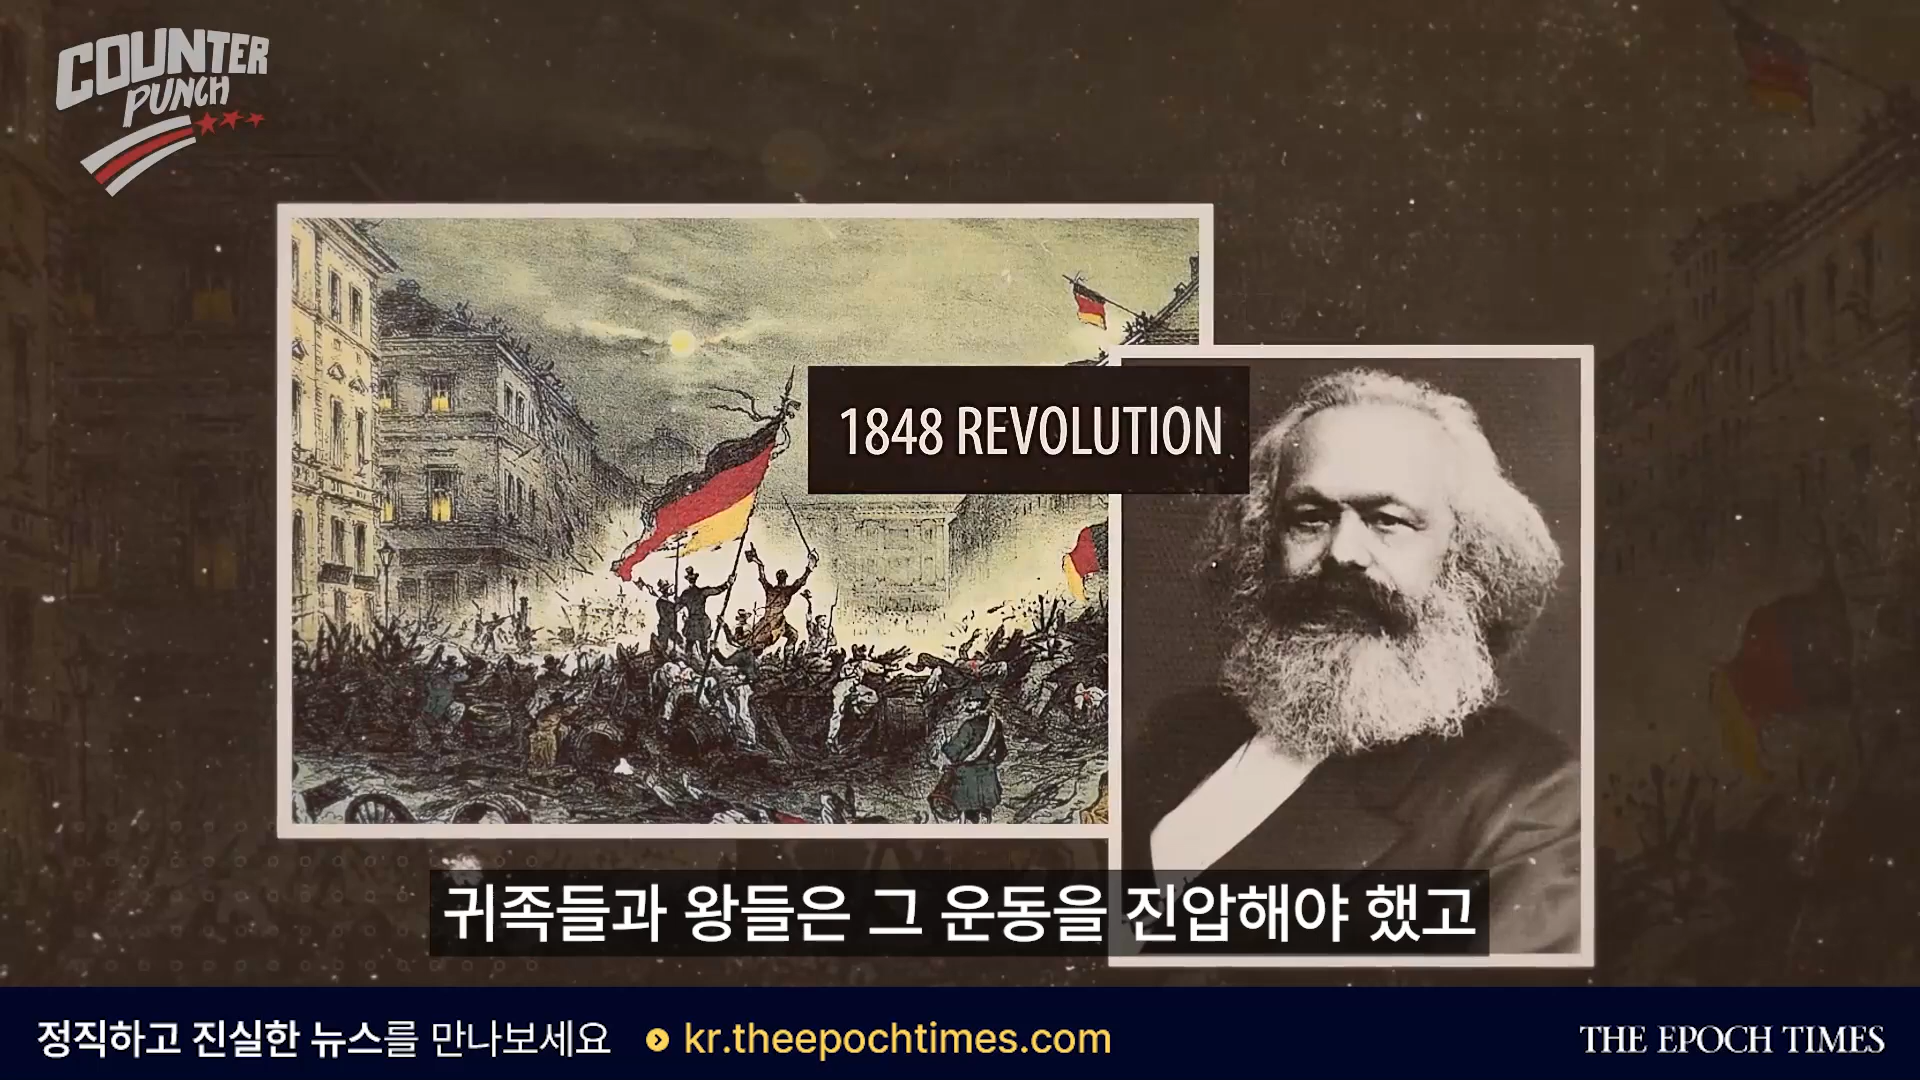 COUNTER
PUNCH
1848 REVOLUTION
귀족들과 왕들은 그 운동을 진압해야 했고
정직하고 진실한 뉴스를 만나보세요 kr.theepochtimes.com THE EPOCH TIMES